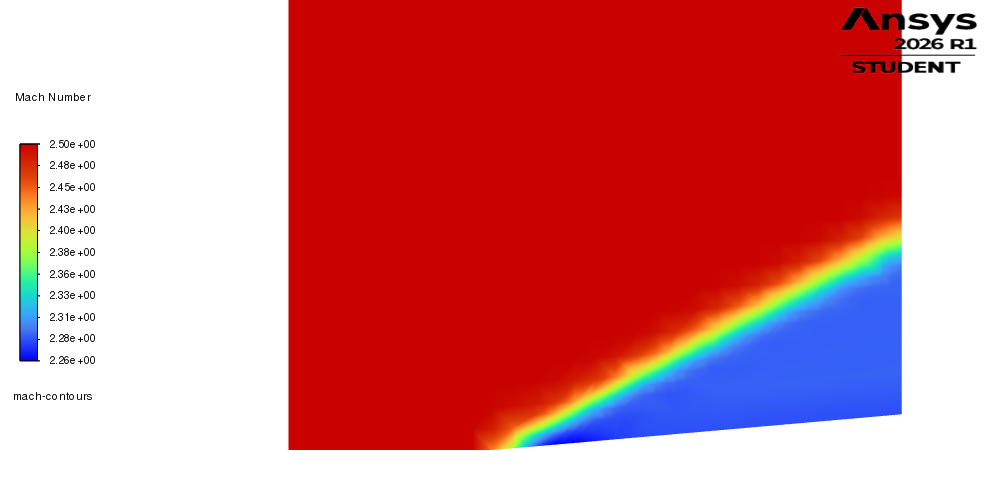 Ansys
2026 R1
STUDENT
Mach Number
2.50e+00
2.48e+00
2.45e+00
2.43e+00
2.40e+00
2.38e+00
2.36e+00
2.33e+00
2.31e+00
2.28e+00
2.26e+00
mach-contours